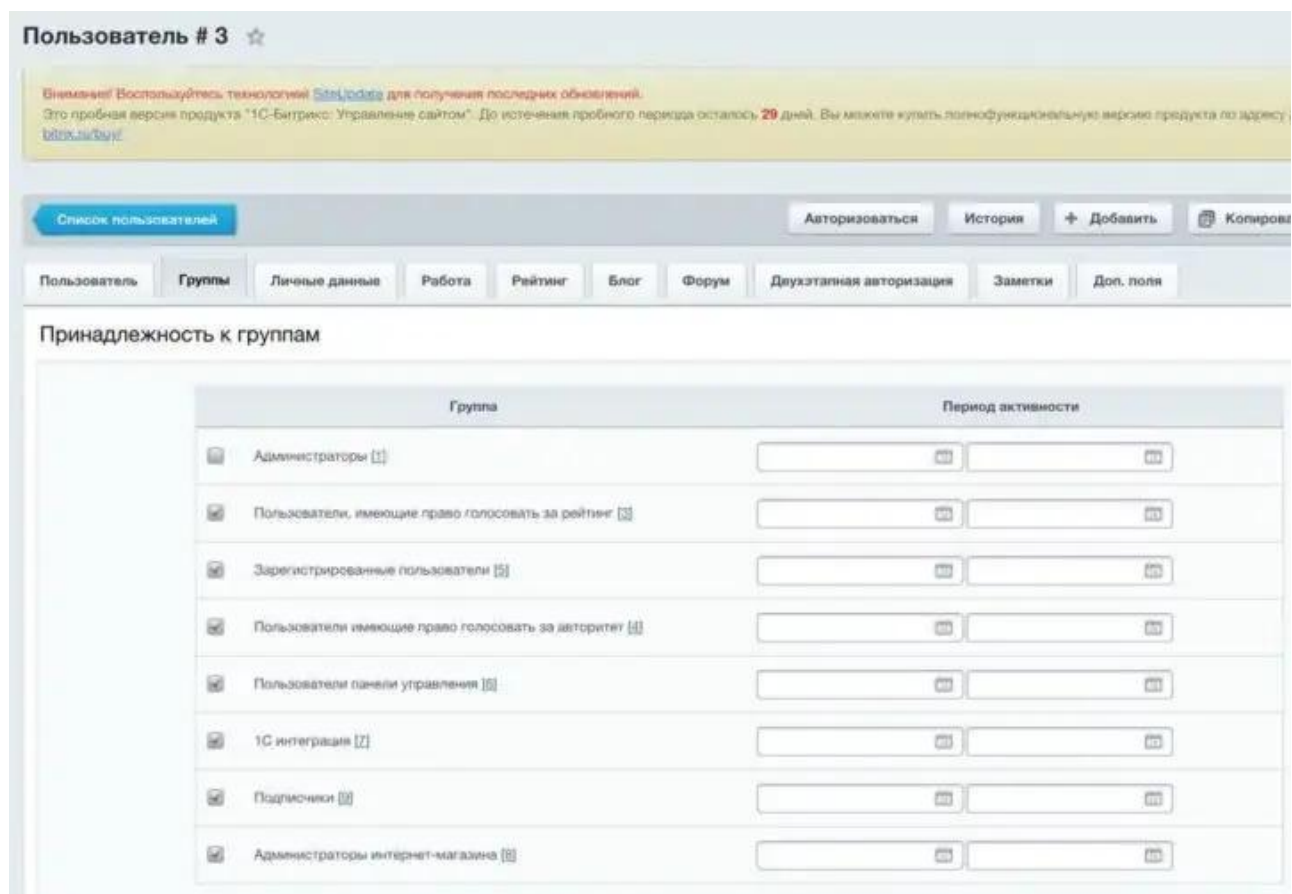 Пользователь # 3
Внимание! Воспользуйтесь технологией SiteUpdate для получения последних обновлений.
Это пробная версия продукта "1С-Битрикс: Управление сайтом". До истечения пробного периода осталось 29 дней. Вы можете купить полнофункциональную версию продукта по адресу
bitrix.ru/buy/
Список пользователей Авторизоваться История + Добавить Копирова
Пользователь Группы Личные данные Работа Рейтинг Блог Форум Двухэтапная авторизация Заметки Доп. поля
Принадлежность к группам
Группа Период активности
Администраторы [1]
Пользователи, имеющие право голосовать за рейтинг [3]
Зарегистрированные пользователи [5]
Пользователи имеющие право голосовать за авторитет [4]
Пользователи панели управления [6]
1С интеграция [7]
Подписчики [9]
Администраторы интернет-магазина [8]